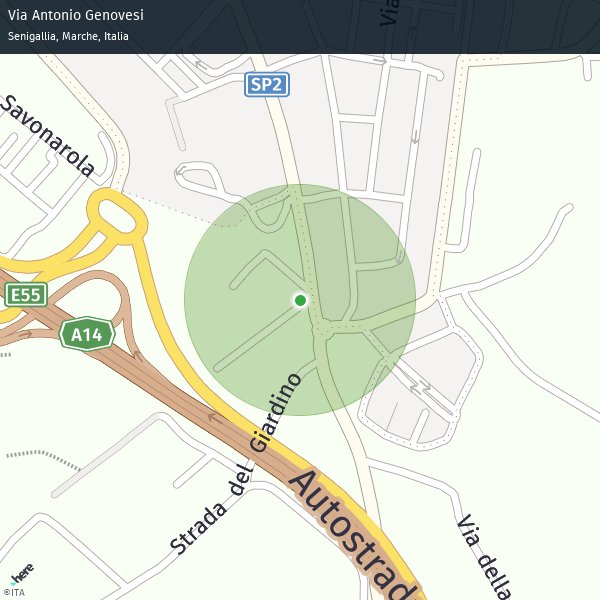 Via Antonio Genovesi
Senigallia, Marche, Italia
Via
SP2
Savonarola
E55
A14
Strada del Giardino
Autostrad
Via della
here
©ITA